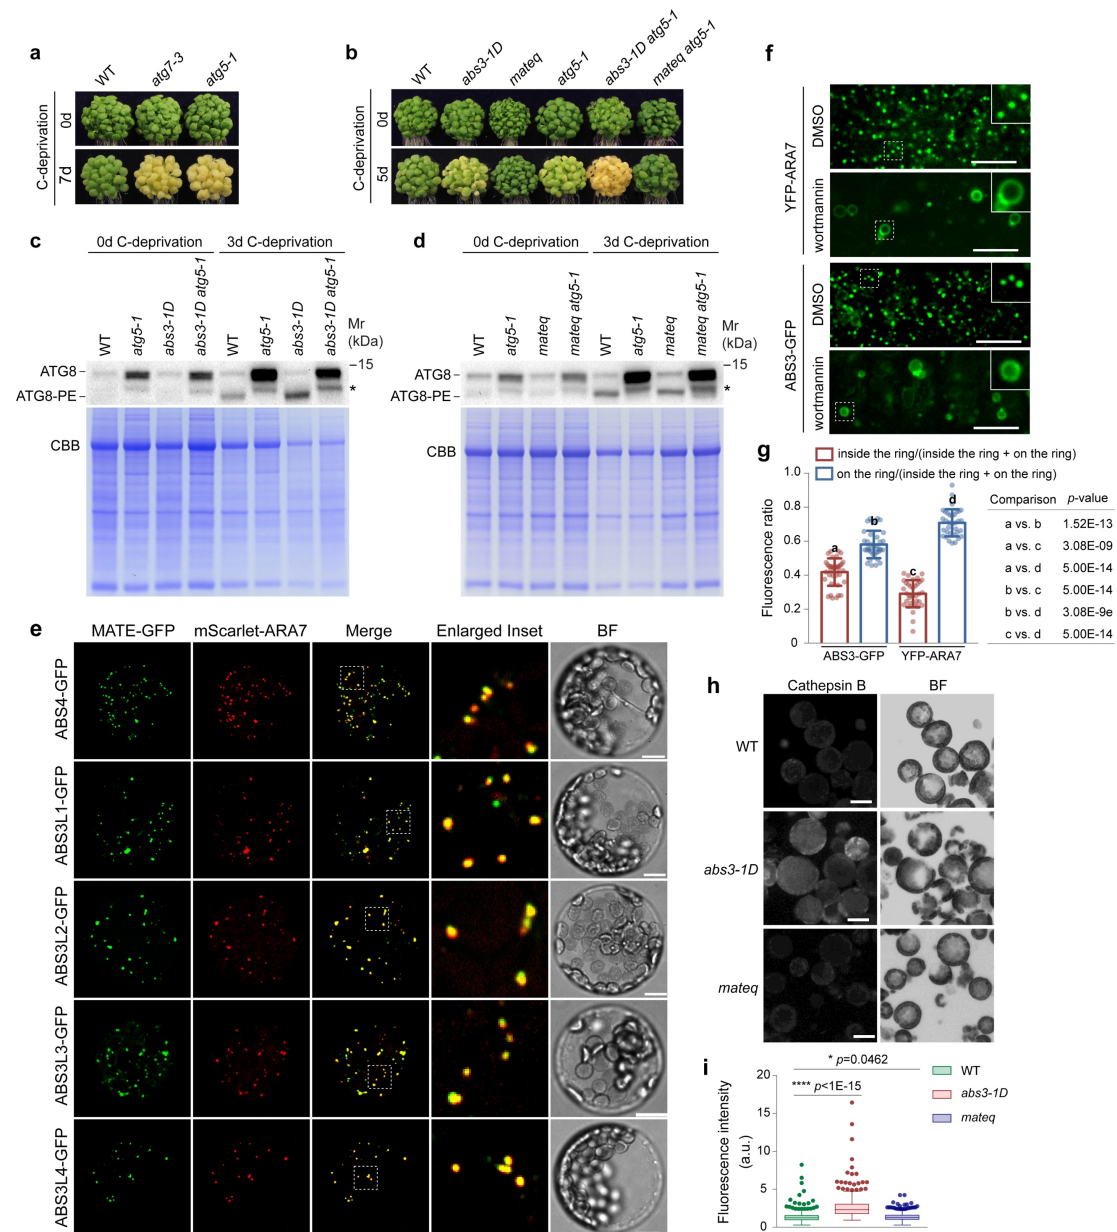 a
WT
atg7-3
atg5-1
C-deprivation
0d
7d
b
WT
abs3-1D
mateq
atg5-1
abs3-1D atg5-1
mateq atg5-1
C-deprivation
0d
5d
c
0d C-deprivation
3d C-deprivation
WT
atg5-1
abs3-1D
abs3-1D atg5-1
WT
atg5-1
abs3-1D
abs3-1D atg5-1
Mr
(kDa)
ATG8
15
ATG8-PE
*
CBB
d
0d C-deprivation
3d C-deprivation
WT
atg5-1
mateq
mateq atg5-1
WT
atg5-1
mateq
mateq atg5-1
Mr
(kDa)
ATG8
15
ATG8-PE
*
CBB
e
MATE-GFP
mScarlet-ARA7
Merge
Enlarged Inset
BF
ABS4-GFP
ABS3L1-GFP
ABS3L2-GFP
ABS3L3-GFP
ABS3L4-GFP
f
YFP-ARA7
DMSO
wortmannin
ABS3-GFP
DMSO
wortmannin
g
inside the ring/(inside the ring + on the ring)
on the ring/(inside the ring + on the ring)
Fluorescence ratio
1.0
0.8
0.6
0.4
0.2
0
a
b
c
d
ABS3-GFP
YFP-ARA7
Comparison p-value
a vs. b 1.52E-13
a vs. c 3.08E-09
a vs. d 5.00E-14
b vs. c 5.00E-14
b vs. d 3.08E-9e
c vs. d 5.00E-14
h
Cathepsin B
BF
WT
abs3-1D
mateq
i
* p=0.0462
**** p<1E-15
Fluorescence intensity
(a.u.)
20
15
10
5
0
WT
abs3-1D
mateq